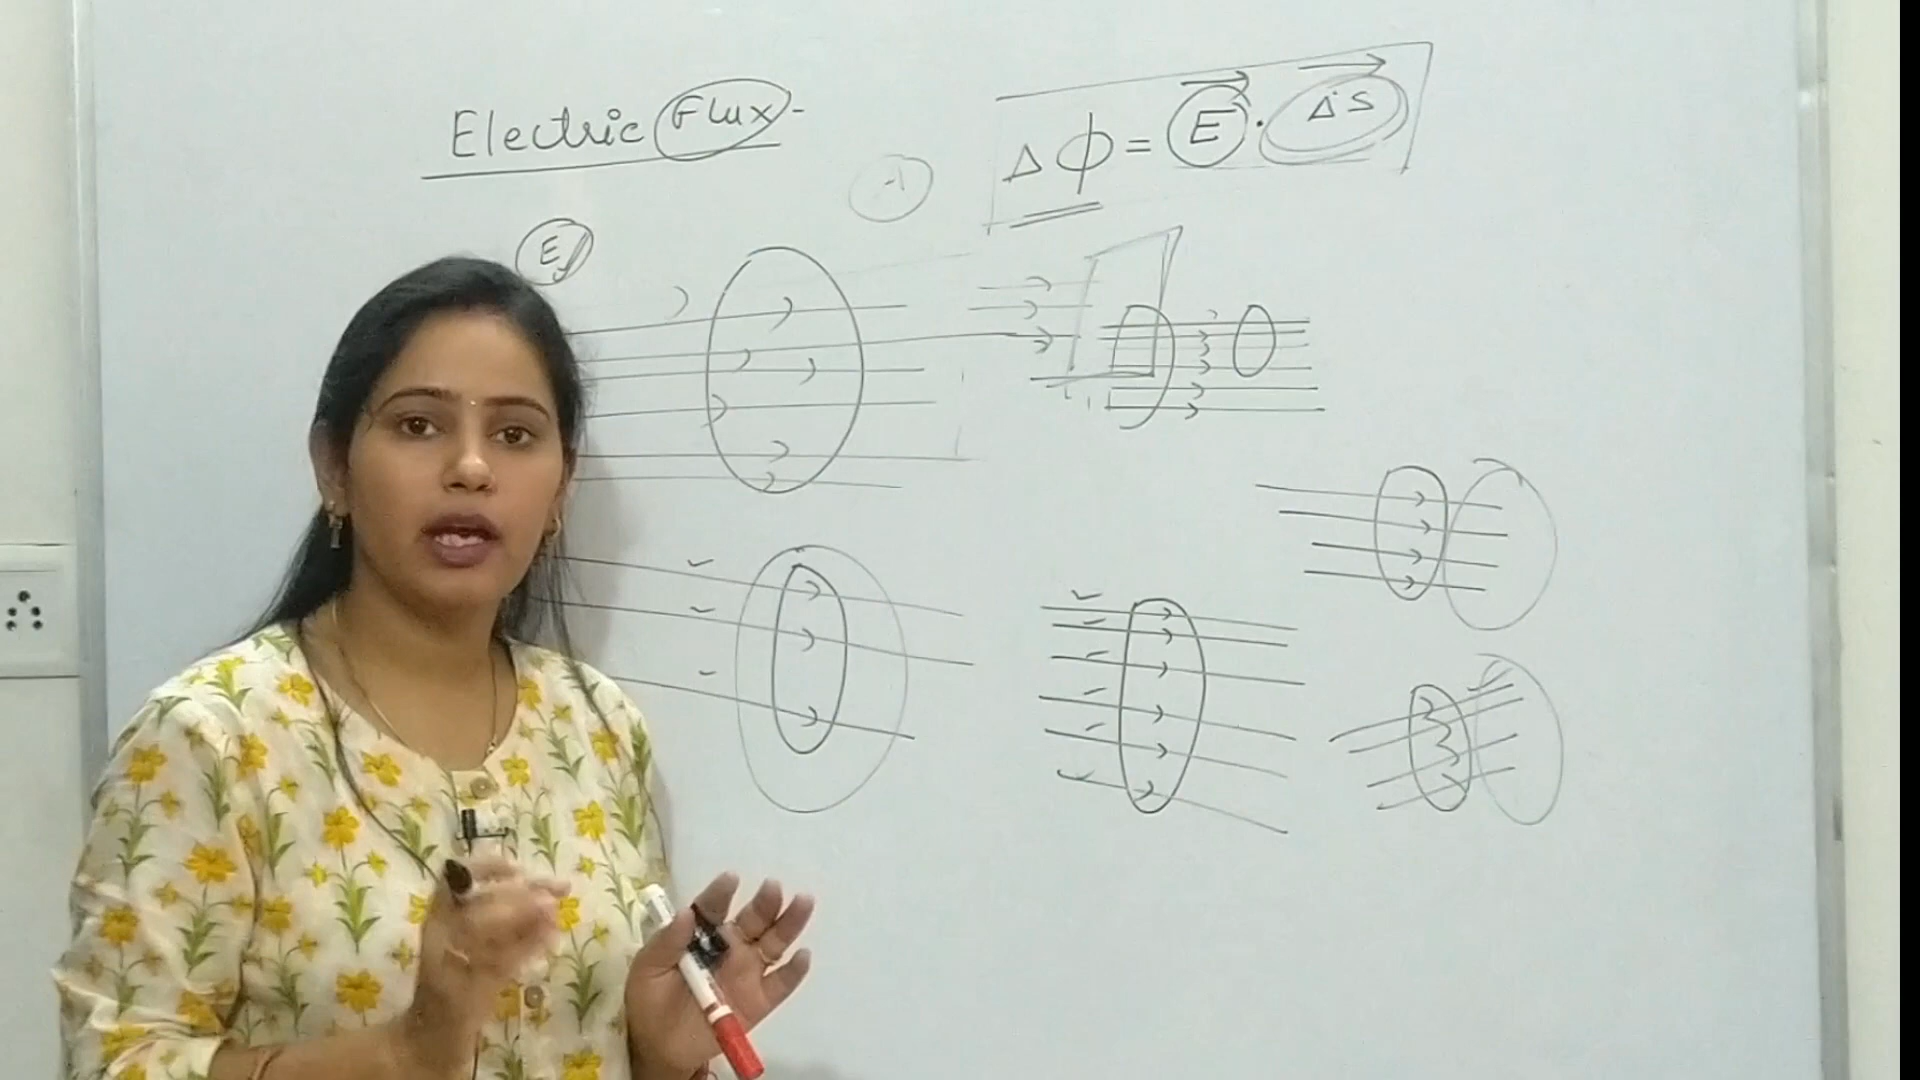 Electric Flux -
Δϕ = E⃗ · Δs⃗
E